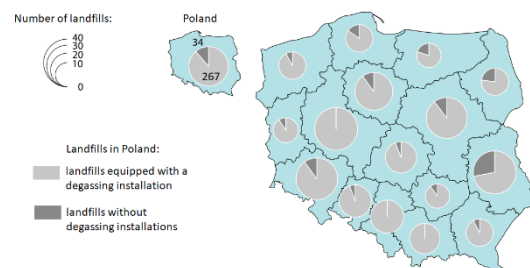 Number of landfills:
Poland
40
30
20
10
0
34
267
Landfills in Poland:
landfills equipped with a
degassing installation
landfills without
degassing installations